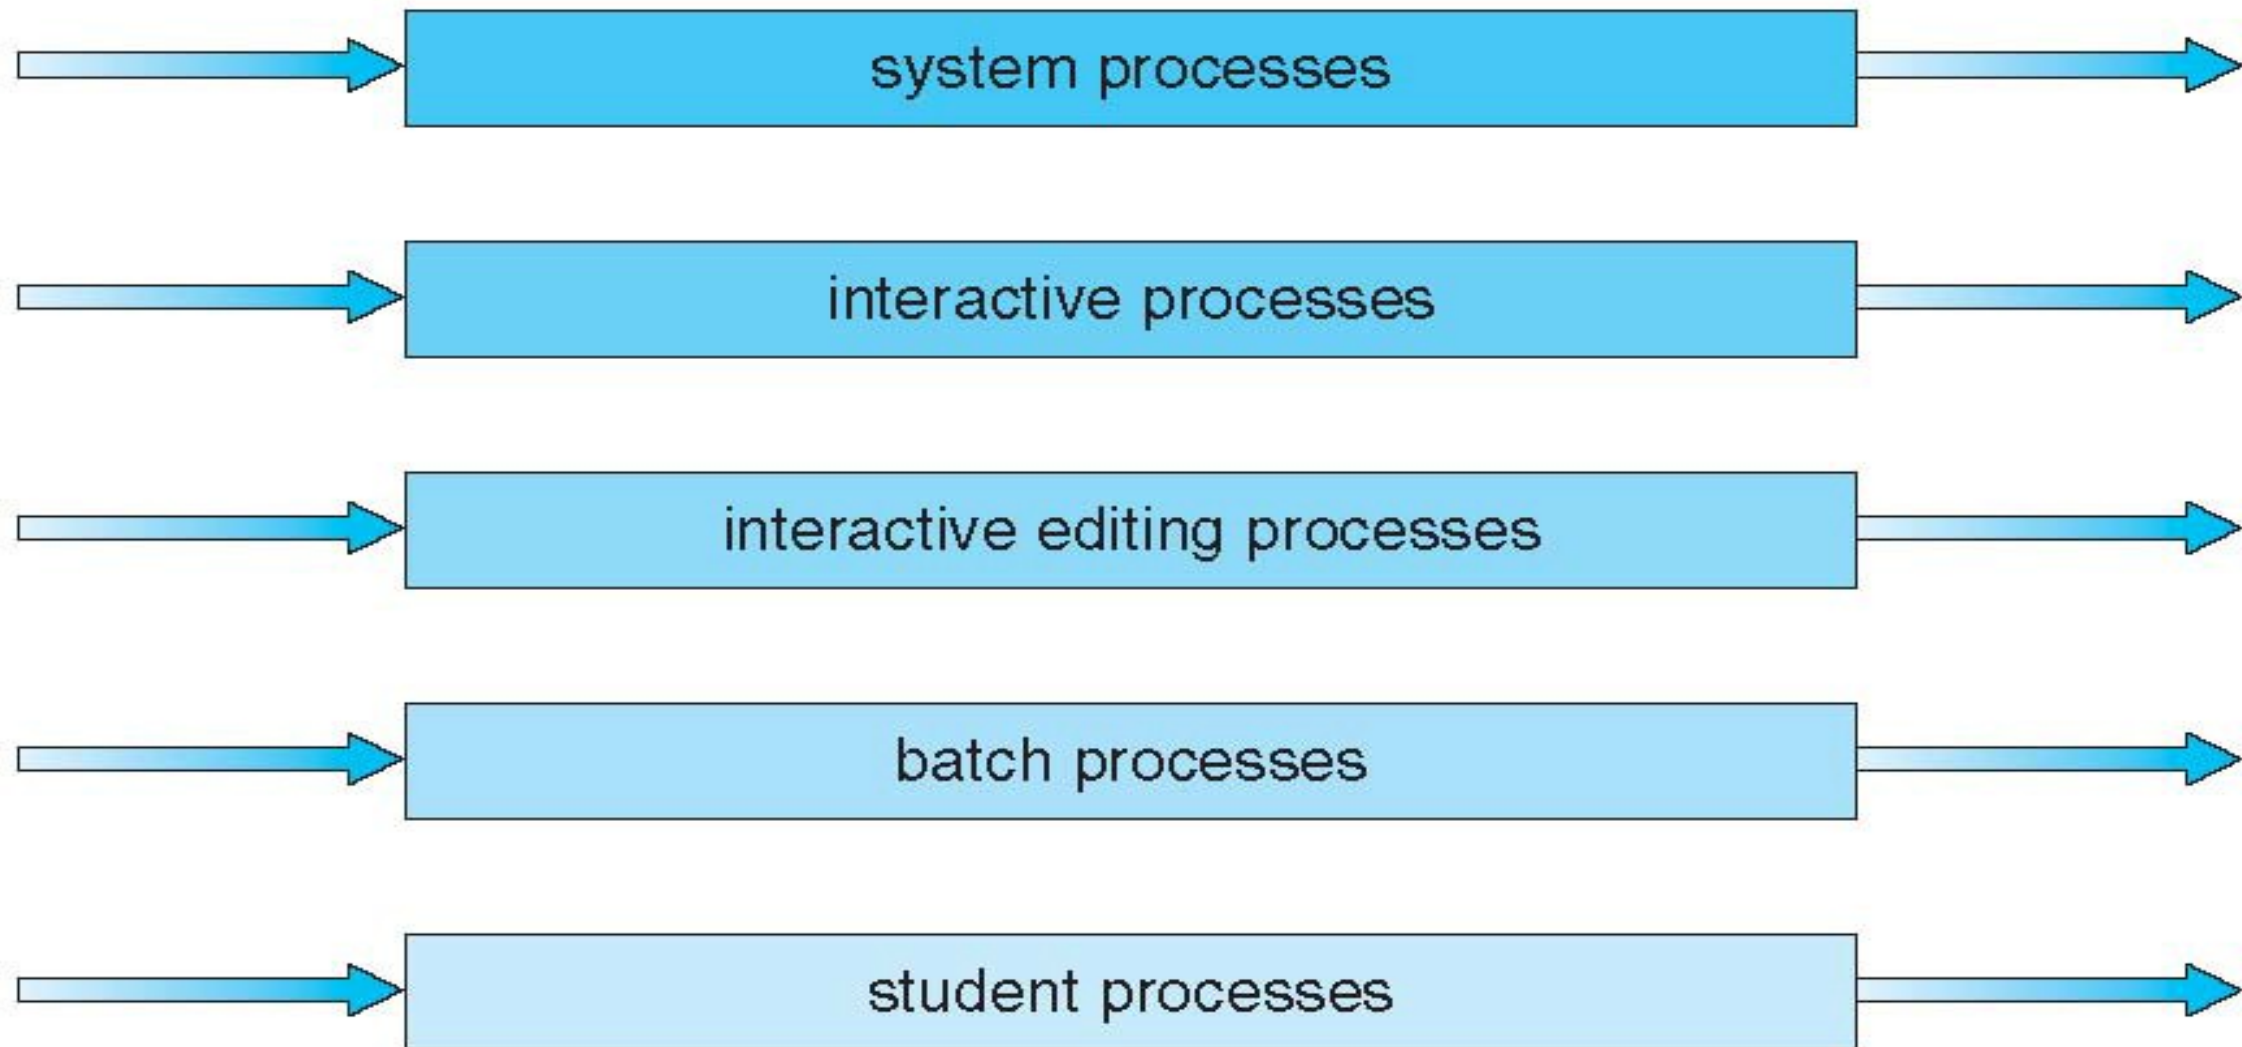 system processes
interactive processes
interactive editing processes
batch processes
student processes